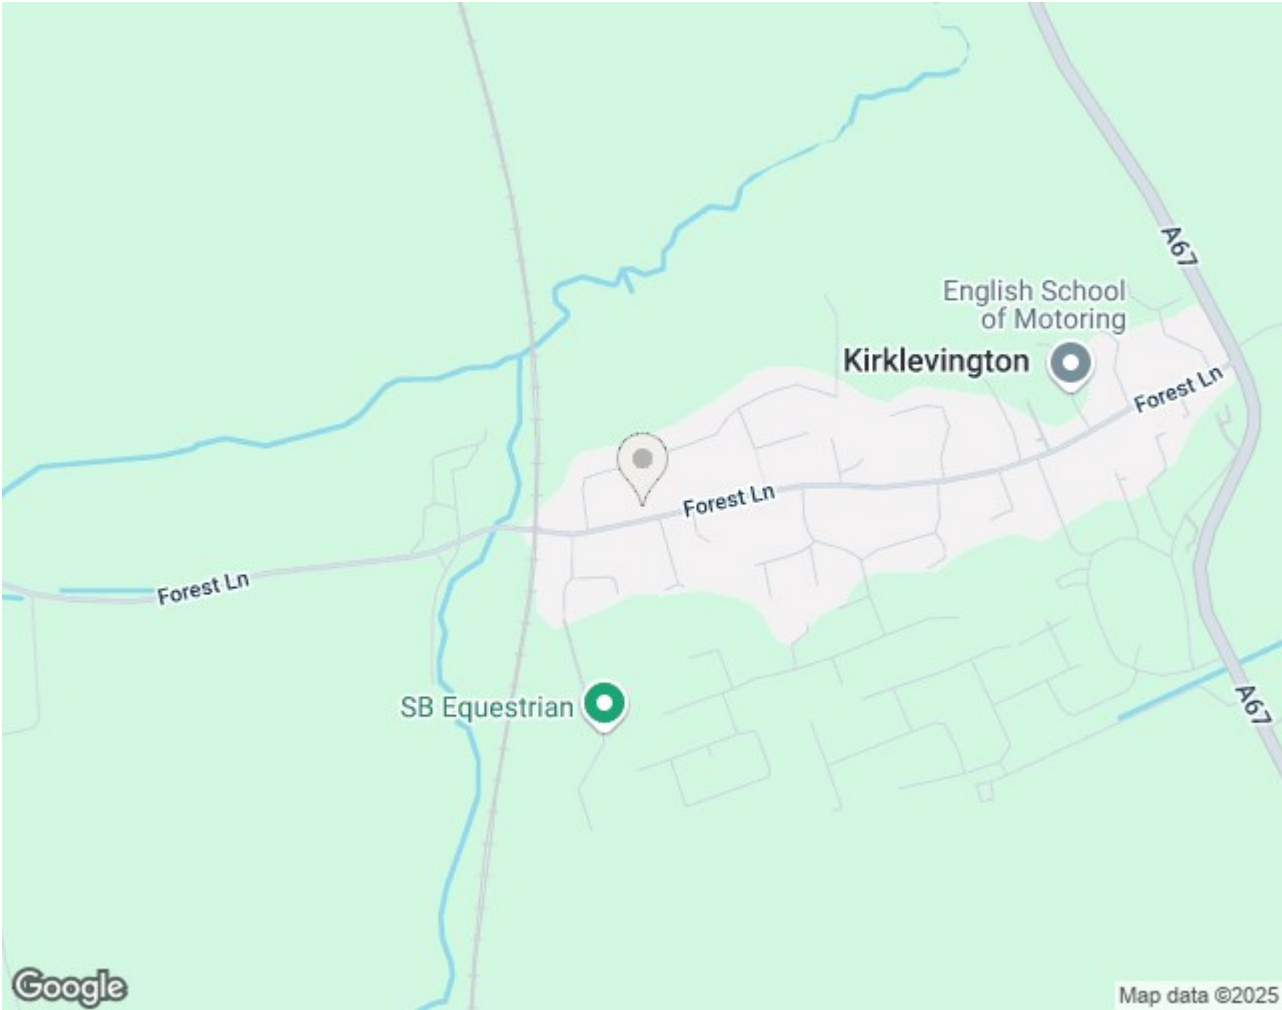 A67
English School
of Motoring
Kirklevington
Forest Ln
Forest Ln
Forest Ln
SB Equestrian
A67
Google
Map data ©2025